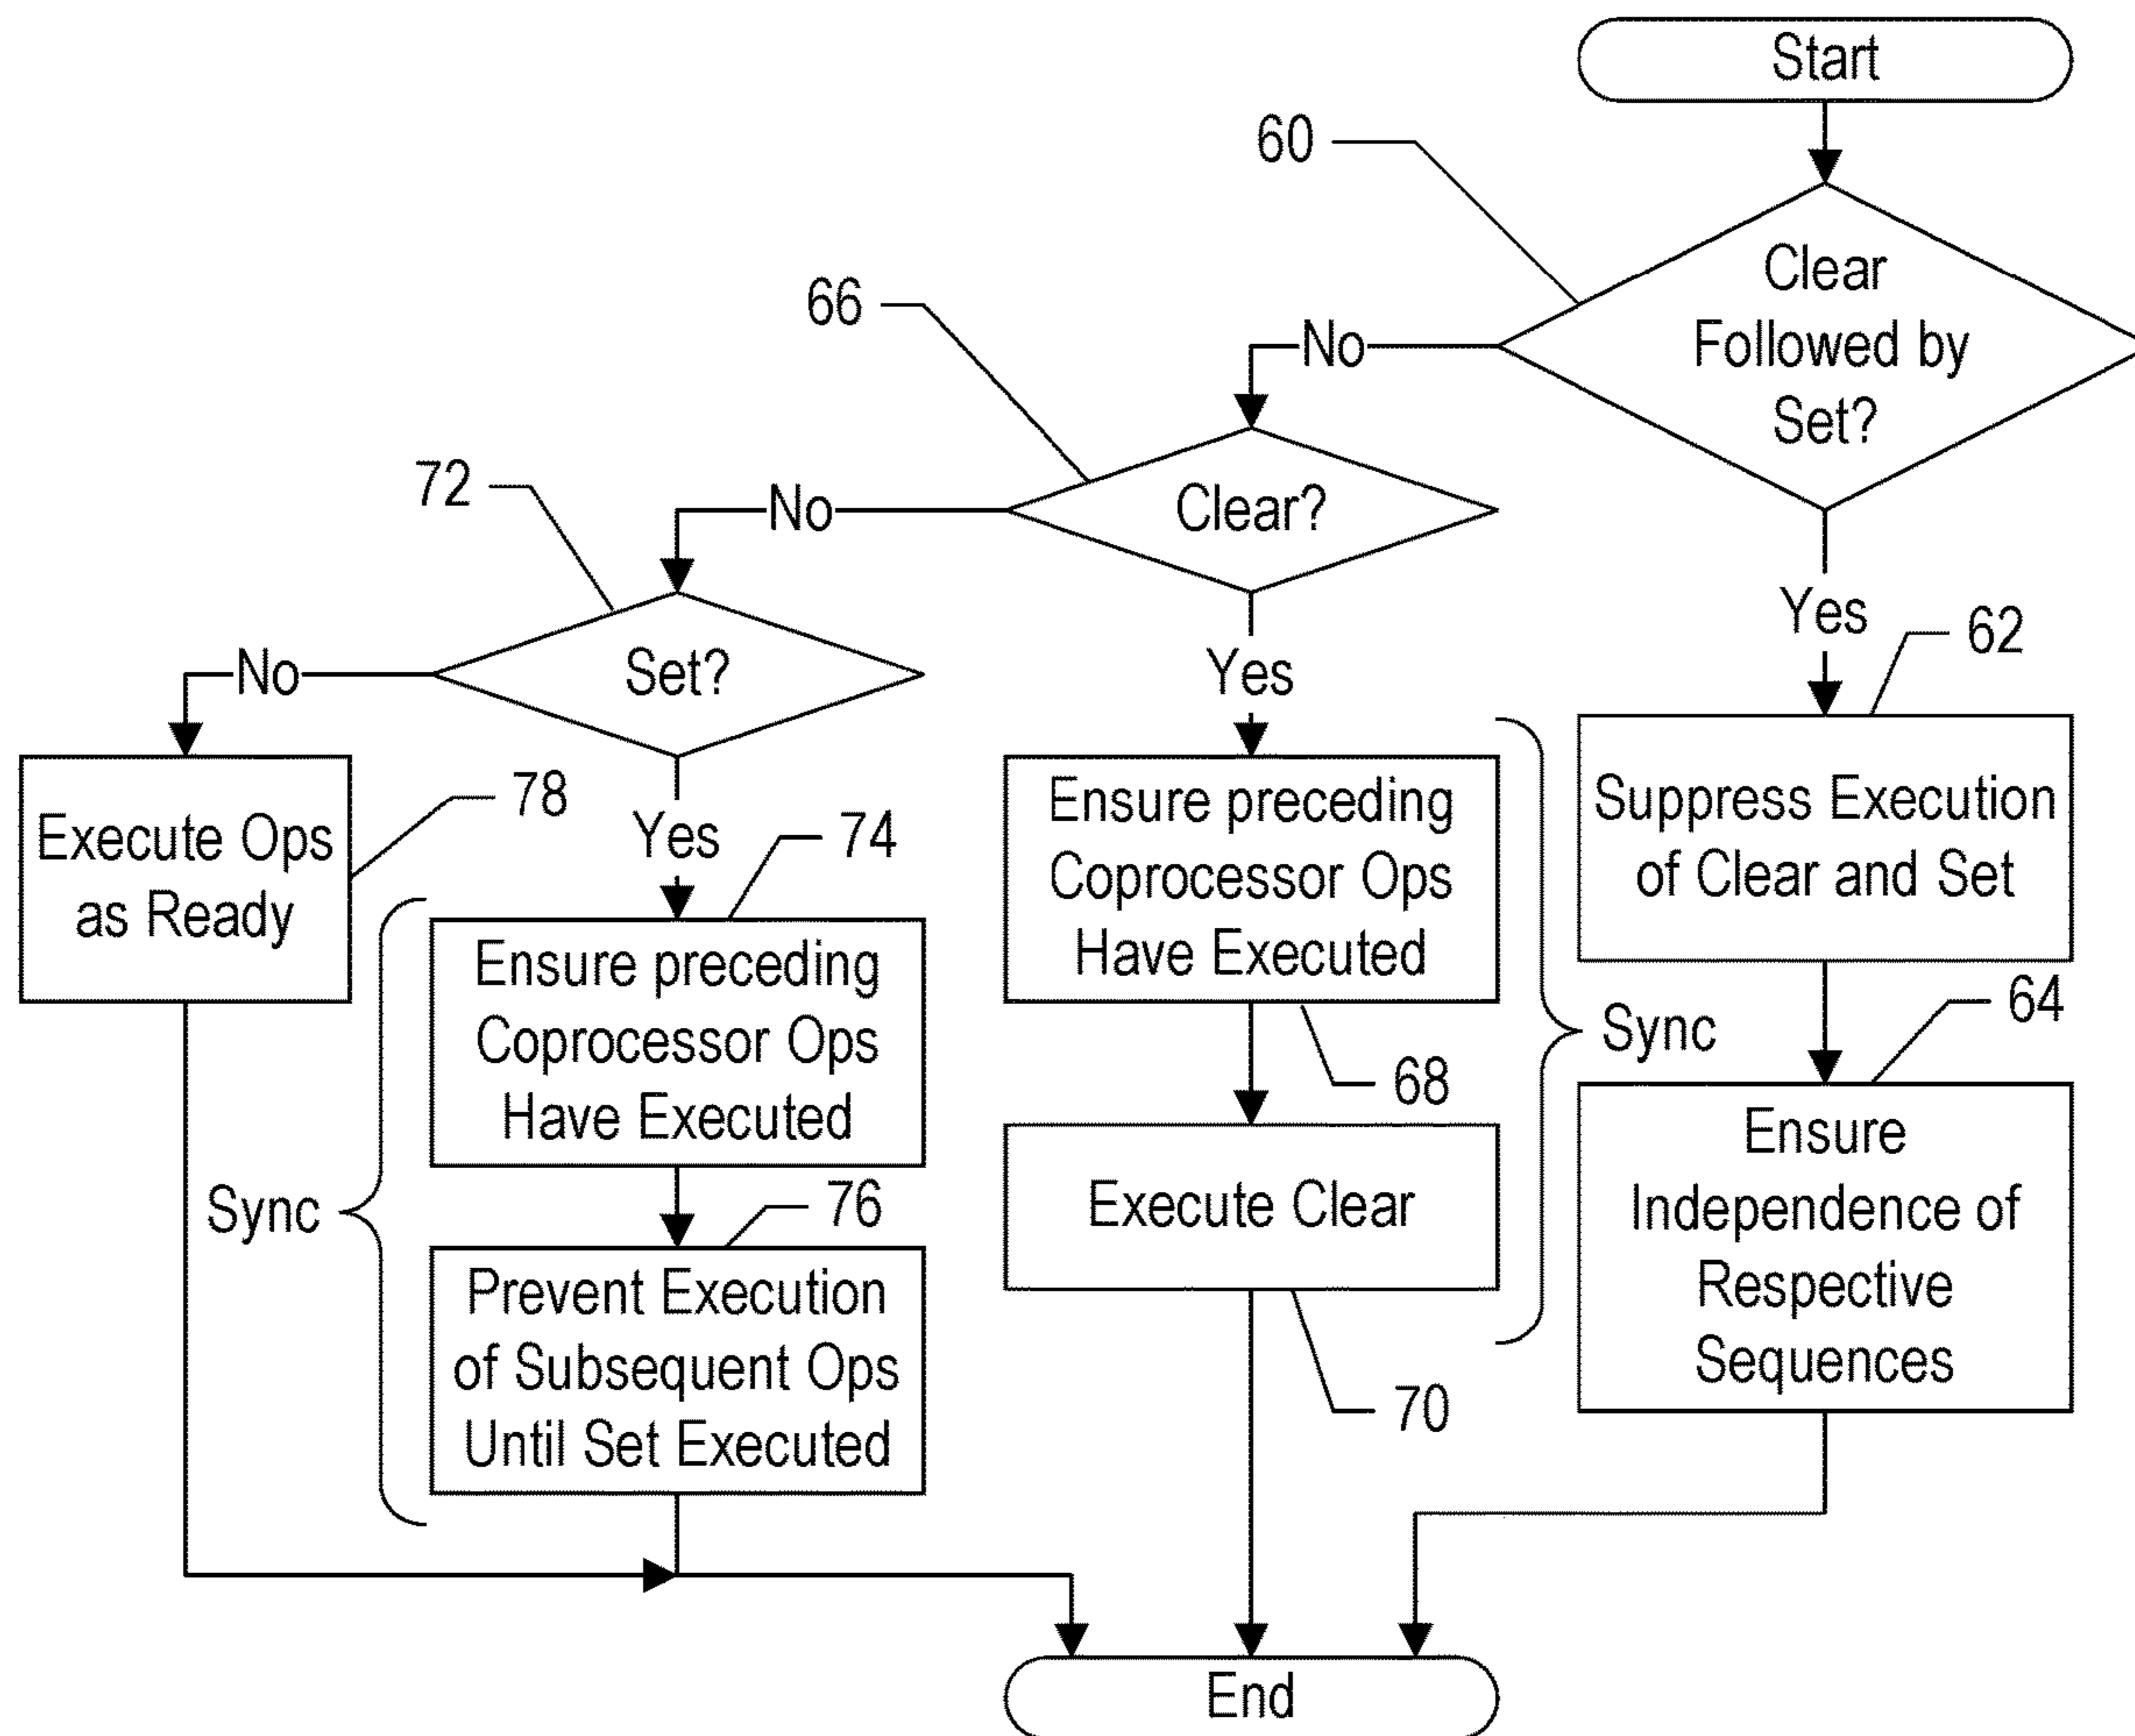 Start
60
Clear
Followed by
Set?
No
66
Clear?
Yes
No
72
Set?
Yes
62
No
Yes
Suppress Execution
of Clear and Set
Ensure preceding
Coprocessor Ops
Have Executed
78
Execute Ops
as Ready
74
Ensure preceding
Coprocessor Ops
Have Executed
64
Sync
68
Ensure
Independence of
Respective
Sequences
Execute Clear
76
Sync
Prevent Execution
of Subsequent Ops
Until Set Executed
70
End